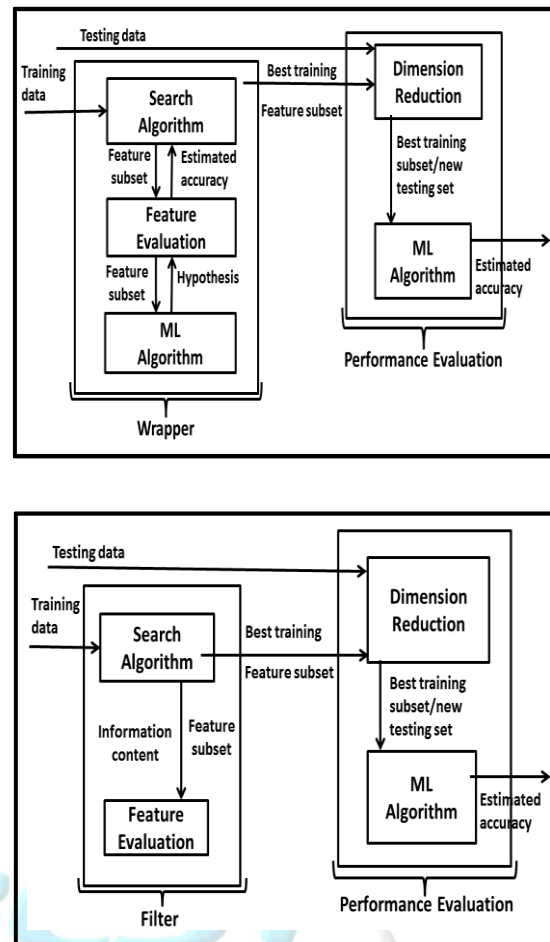 Testing data
Training
data
Search
Algorithm
Best training
Feature subset
Dimension
Reduction
Feature
subset
Estimated
accuracy
Best training
subset/new
testing set
Feature
Evaluation
Feature
subset
Hypothesis
ML
Algorithm
ML
Algorithm
Estimated
accuracy
Wrapper
Performance Evaluation
Testing data
Training
data
Search
Algorithm
Best training
Feature subset
Dimension
Reduction
Information
content
Feature
subset
Best training
subset/new
testing set
Feature
Evaluation
ML
Algorithm
Estimated
accuracy
Filter
Performance Evaluation